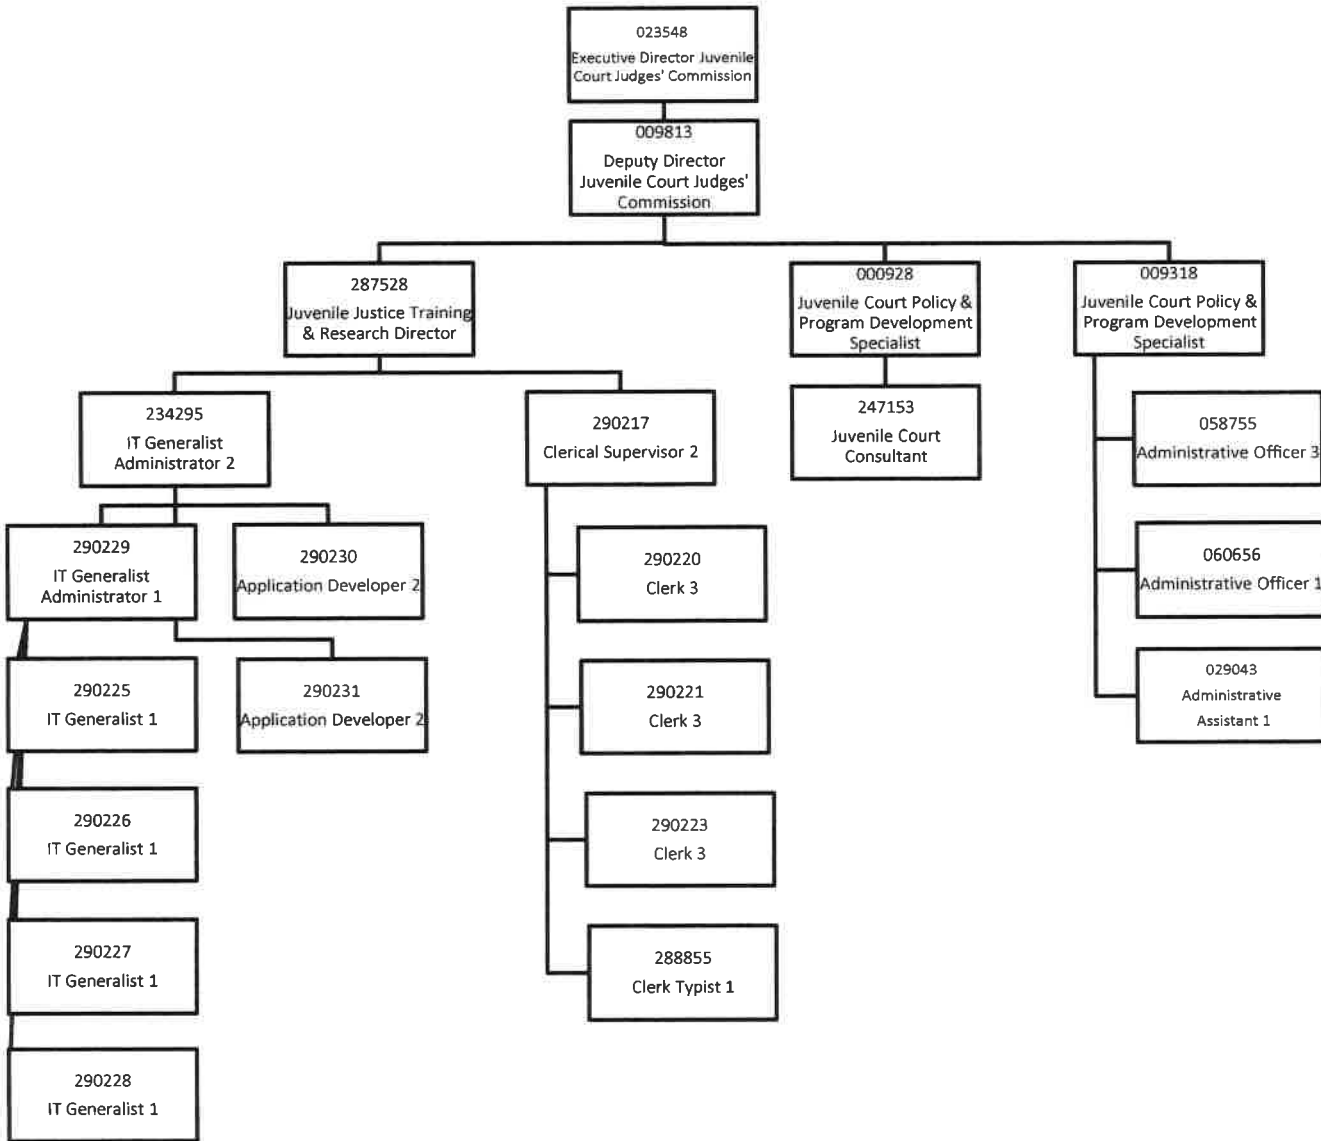 023548
Executive Director Juvenile
Court Judges' Commission
009813
Deputy Director
Juvenile Court Judges'
Commission
287528
Juvenile Justice Training
& Research Director
000928
Juvenile Court Policy &
Program Development
Specialist
009318
Juvenile Court Policy &
Program Development
Specialist
234295
IT Generalist
Administrator 2
290217
Clerical Supervisor 2
247153
Juvenile Court
Consultant
058755
Administrative Officer 3
290229
IT Generalist
Administrator 1
290230
Application Developer 2
290220
Clerk 3
060656
Administrative Officer 1
290225
IT Generalist 1
290231
Application Developer 2
290221
Clerk 3
029043
Administrative
Assistant 1
290226
IT Generalist 1
290223
Clerk 3
290227
IT Generalist 1
288855
Clerk Typist 1
290228
IT Generalist 1